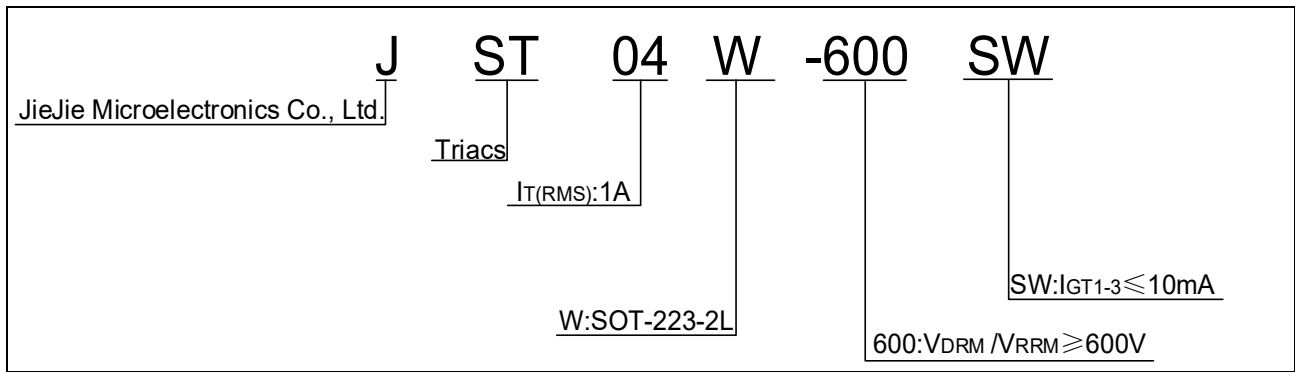 J ST 04 W -600 SW
JieJie Microelectronics Co., Ltd.
Triacs
IT(RMS):1A
SW:IGT1-3≤10mA
W:SOT-223-2L
600:VDRM /VRRM≥600V